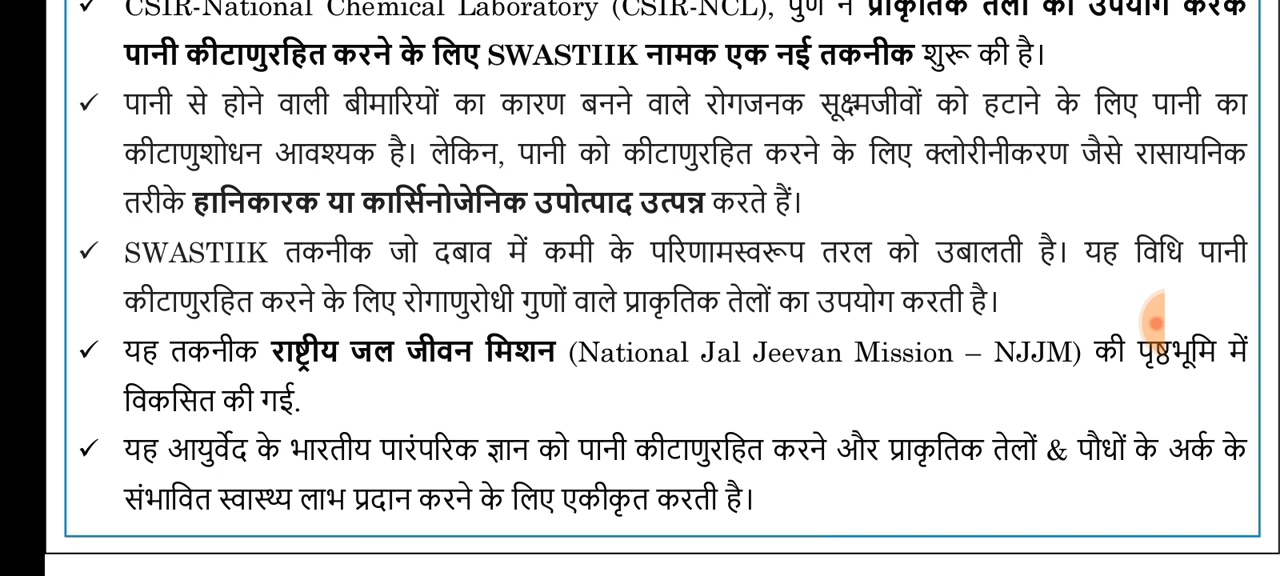 ✓ CSIR-National Chemical Laboratory (CSIR-NCL), पुणे ने प्राकृतिक तेलों का उपयोग करके
पानी कीटाणुरहित करने के लिए SWASTIIK नामक एक नई तकनीक शुरू की है।
✓ पानी से होने वाली बीमारियों का कारण बनने वाले रोगजनक सूक्ष्मजीवों को हटाने के लिए पानी का
कीटाणुशोधन आवश्यक है। लेकिन, पानी को कीटाणुरहित करने के लिए क्लोरीनीकरण जैसे रासायनिक
तरीके हानिकारक या कार्सिनोजेनिक उपोत्पाद उत्पन्न करते हैं।
✓ SWASTIIK तकनीक जो दबाव में कमी के परिणामस्वरूप तरल को उबालती है। यह विधि पानी
कीटाणुरहित करने के लिए रोगाणुरोधी गुणों वाले प्राकृतिक तेलों का उपयोग करती है।
✓ यह तकनीक राष्ट्रीय जल जीवन मिशन (National Jal Jeevan Mission – NJJM) की पृष्ठभूमि में
विकसित की गई.
✓ यह आयुर्वेद के भारतीय पारंपरिक ज्ञान को पानी कीटाणुरहित करने और प्राकृतिक तेलों & पौधों के अर्क के
संभावित स्वास्थ्य लाभ प्रदान करने के लिए एकीकृत करती है।